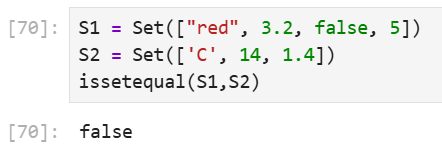 [70]: S1 = Set(["red", 3.2, false, 5])
S2 = Set(['C', 14, 1.4])
issetequal(S1,S2)
[70]: false